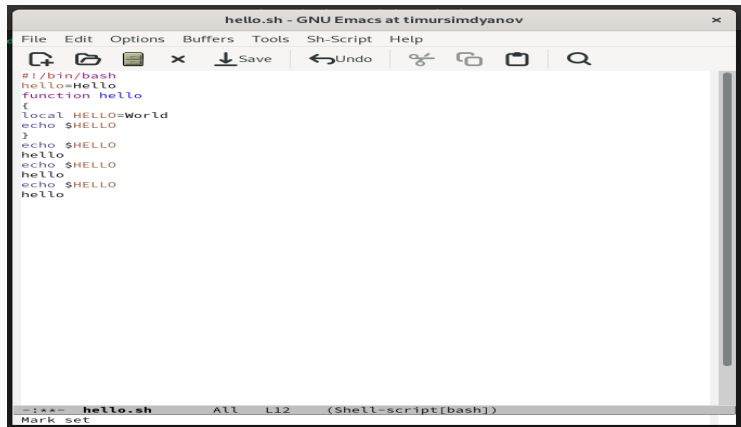 hello.sh - GNU Emacs at timursimdyanov
File Edit Options Buffers Tools Sh-Script Help
Save Undo
#!/bin/bash
hello=Hello
function hello
{
local HELLO=World
echo $HELLO
}
echo $HELLO
hello
echo $HELLO
hello
echo $HELLO
hello
-:**- hello.sh All L12 (Shell-script[bash])
Mark set